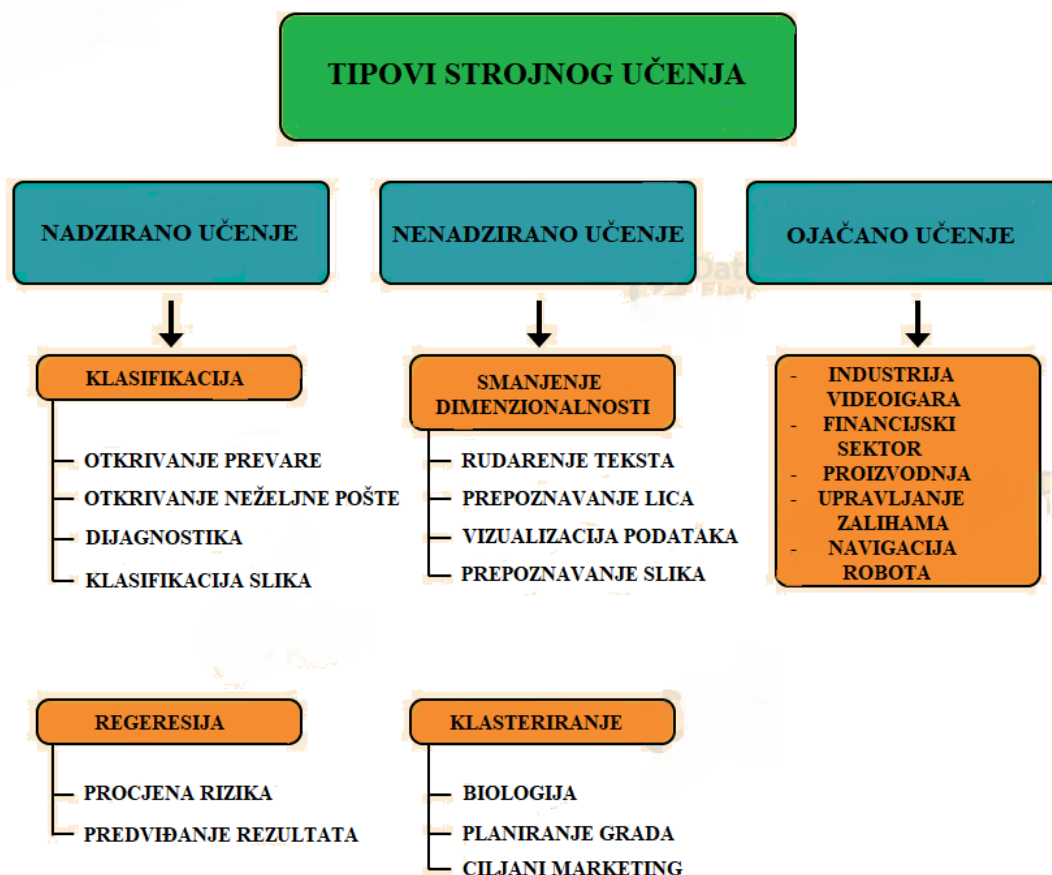 TIPOVI STROJNOG UČENJA
NADZIRANO UČENJE
NENADZIRANO UČENJE
OJAČANO UČENJE
KLASIFIKACIJA
OTKRIVANJE PREVARE
OTKRIVANJE NEŽELJNE POŠTE
DIJAGNOSTIKA
KLASIFIKACIJA SLIKA
SMANJENJE
DIMENZIONALNOSTI
RUDARENJE TEKSTA
PREPOZNAVANJE LICA
VIZUALIZACIJA PODATAKA
PREPOZNAVANJE SLIKA
- INDUSTRIJA
VIDEOIGARA
- FINANCIJSKI
SEKTOR
- PROIZVODNJA
- UPRAVLJANJE
ZALIHAMA
- NAVIGACIJA
ROBOTA
REGERESIJA
PROCJENA RIZIKA
PREDVIĐANJE REZULTATA
KLASTERIRANJE
BIOLOGIJA
PLANIRANJE GRADA
CILJANI MARKETING